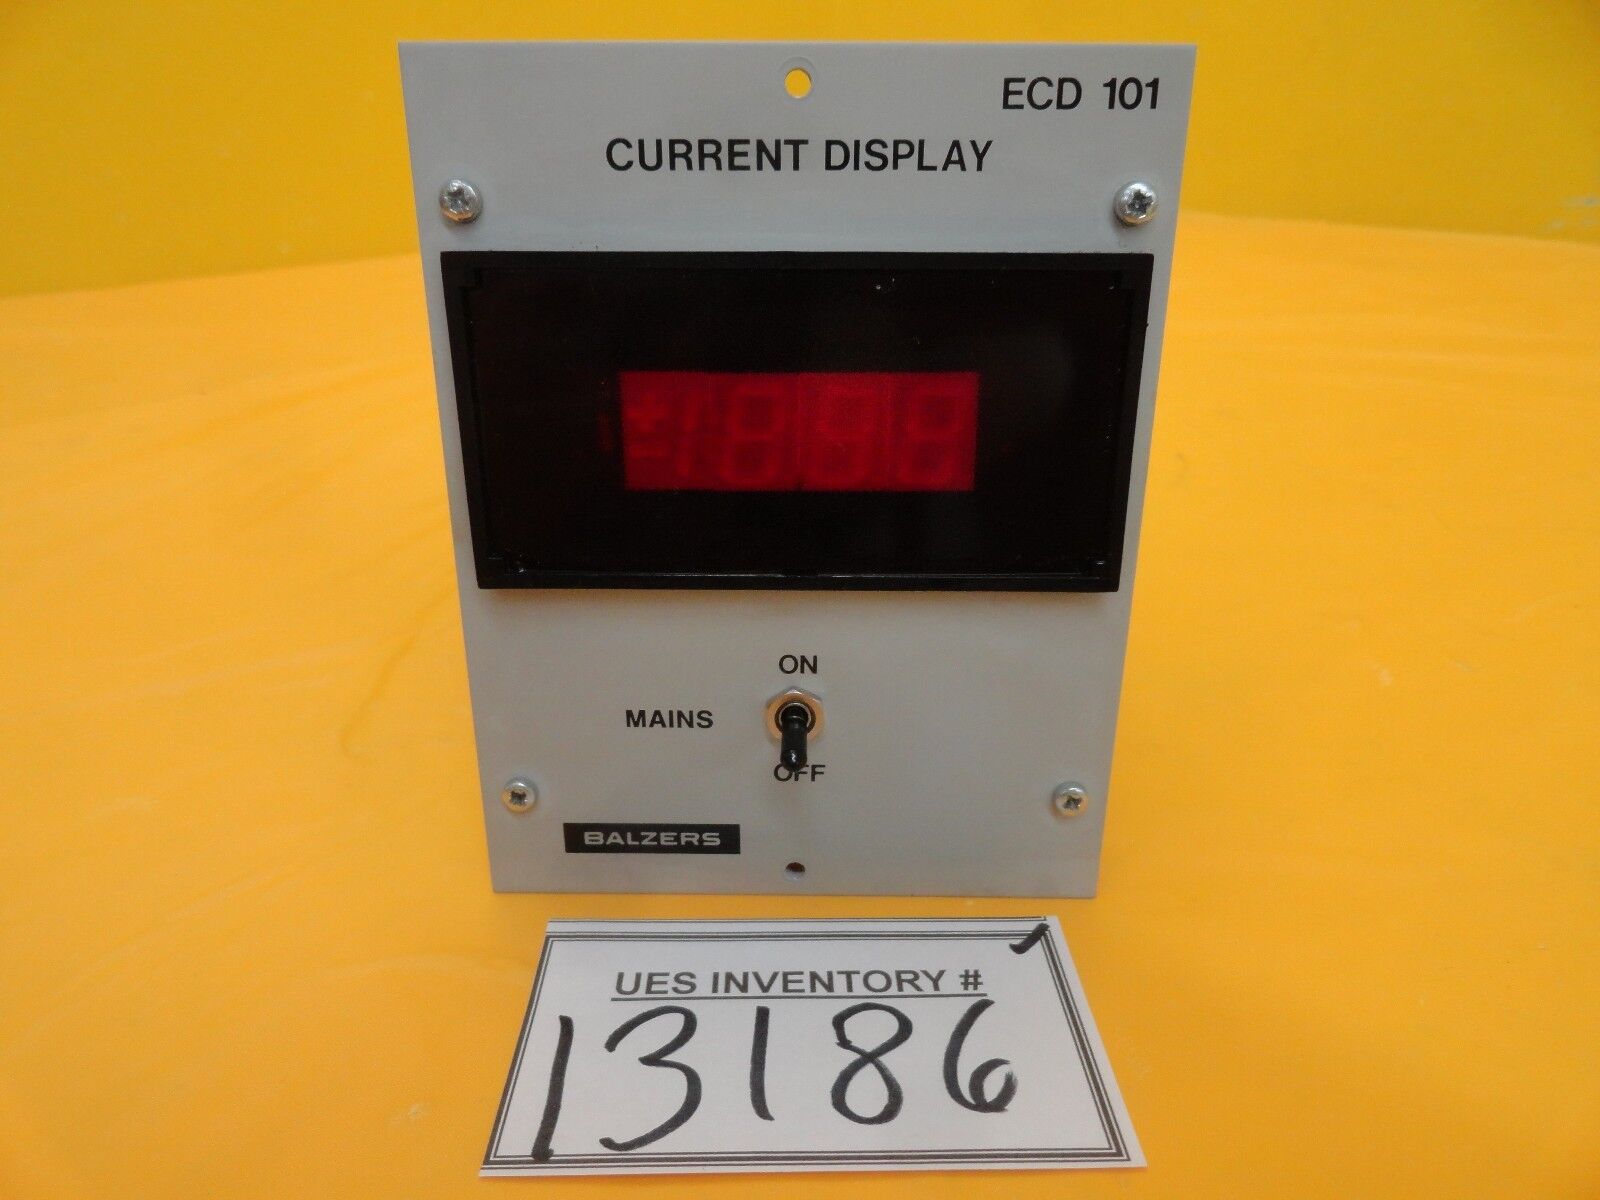 ECD 101
CURRENT DISPLAY
ON
MAINS
OFF
BALZERS
UES INVENTORY #
13186